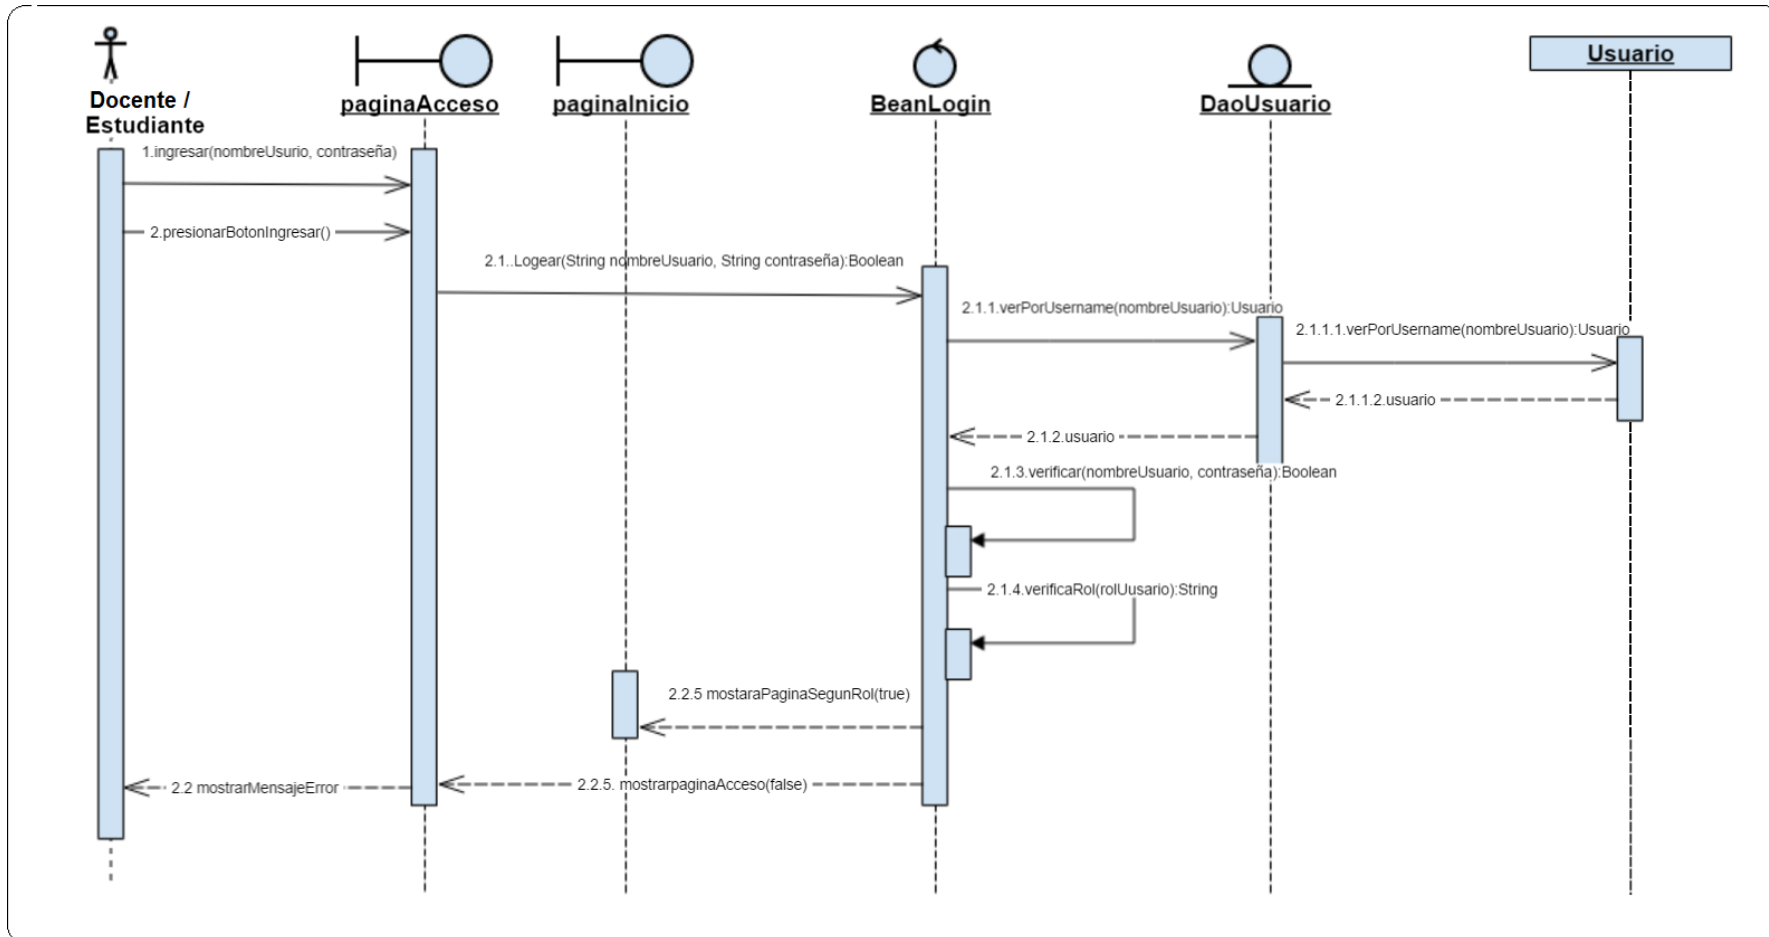 Docente /
Estudiante
paginaAcceso
paginaInicio
BeanLogin
DaoUsuario
Usuario
1.ingresar(nombreUsurio, contraseña)
2.presionarBotonIngresar()
2.1..Logear(String nombreUsuario, String contraseña):Boolean
2.1.1.verPorUsername(nombreUsuario):Usuario
2.1.1.1.verPorUsername(nombreUsuario):Usuario
2.1.1.2.usuario
2.1.2.usuario
2.1.3.verificar(nombreUsuario, contraseña):Boolean
2.1.4.verificaRol(rolUusario):String
2.2.5 mostaraPaginaSegunRol(true)
2.2.5. mostrarpaginaAcceso(false)
2.2 mostrarMensajeError